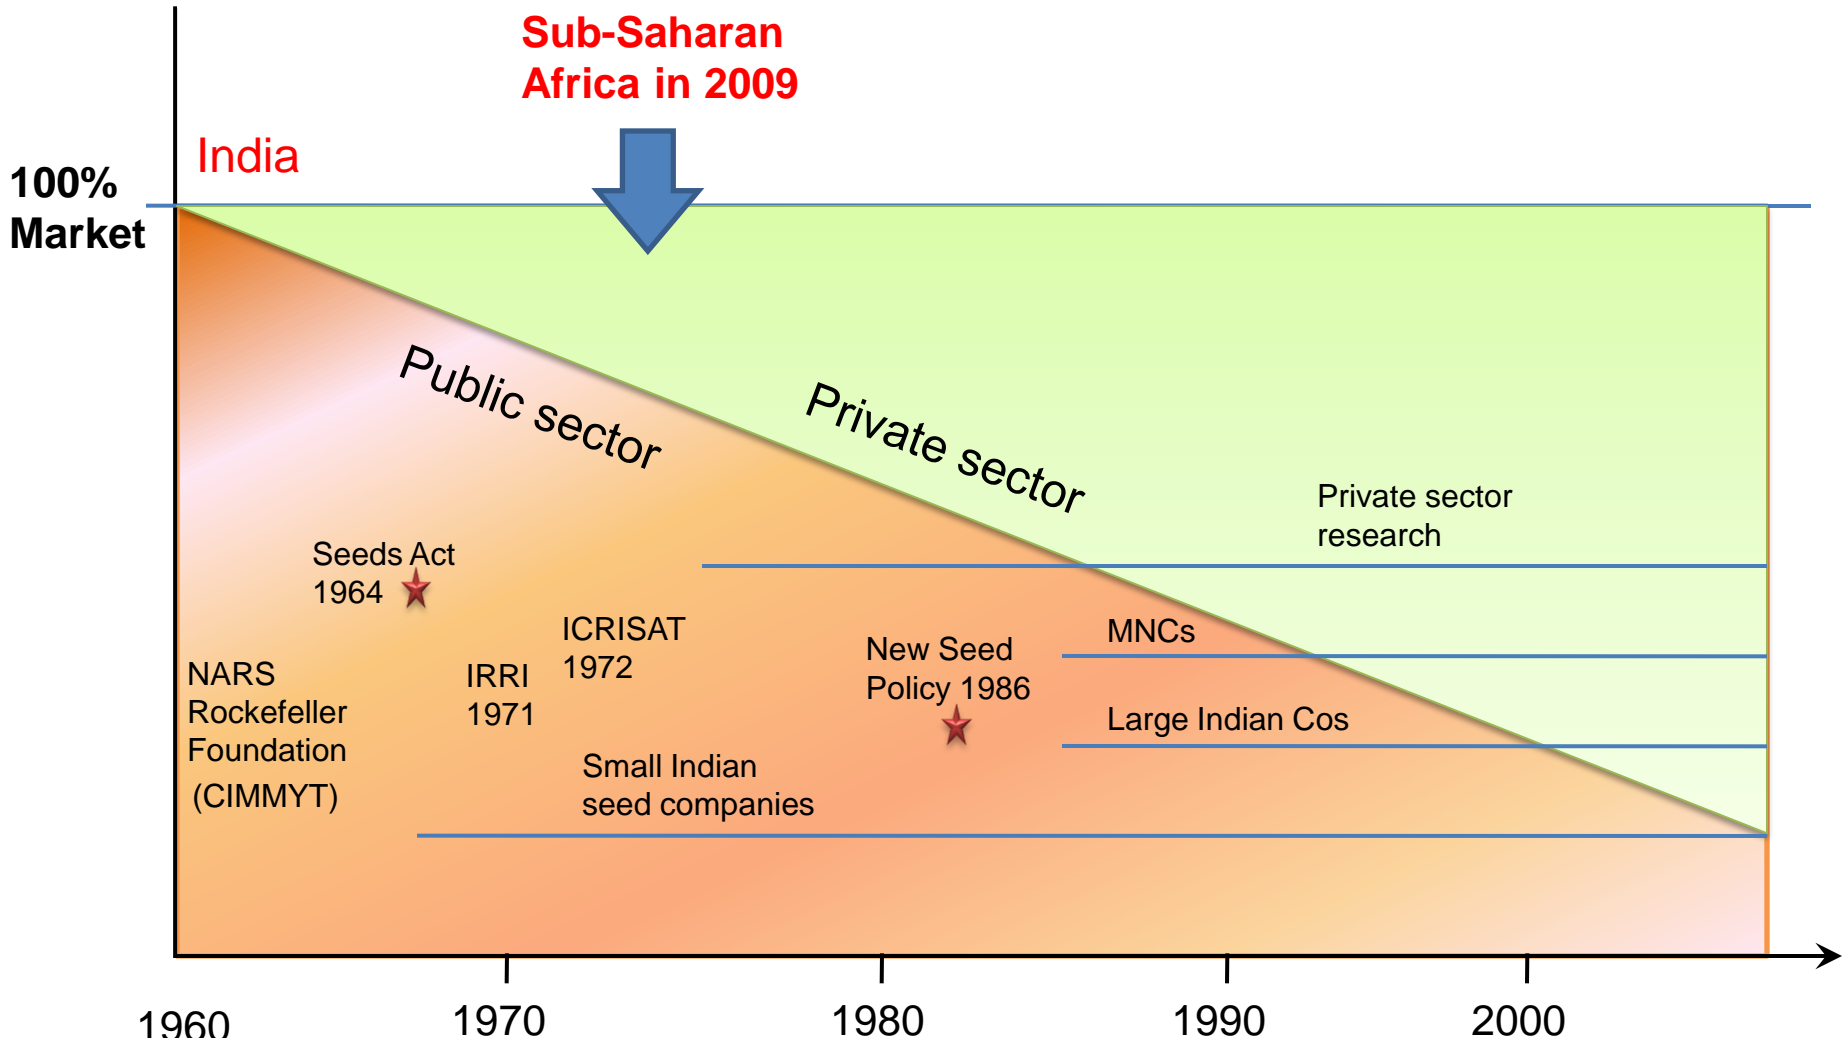 Sub-Saharan
Africa in 2009
India
100%
Market
Public sector
Private sector
Private sector
research
Seeds Act
1964
ICRISAT
1972
New Seed
Policy 1986
MNCs
NARS
Rockefeller
Foundation
(CIMMYT)
IRRI
1971
Large Indian Cos
Small Indian
seed companies
1960
1970
1980
1990
2000